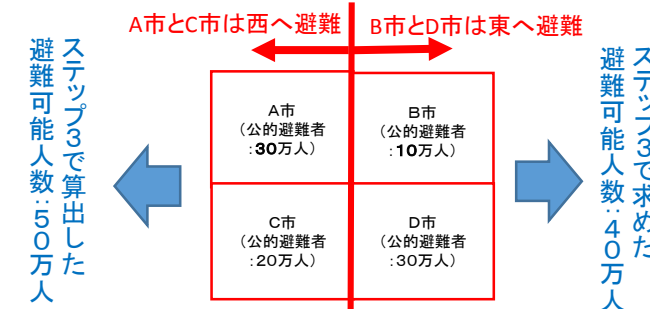 A市とC市は西へ避難
B市とD市は東へ避難
ステップ3で算出した
避難可能人数:50万人
A市
(公的避難者
:30万人)
B市
(公的避難者
:10万人)
C市
(公的避難者
:20万人)
D市
(公的避難者
:30万人)
ステップ3で求めた
避難可能人数:40万人